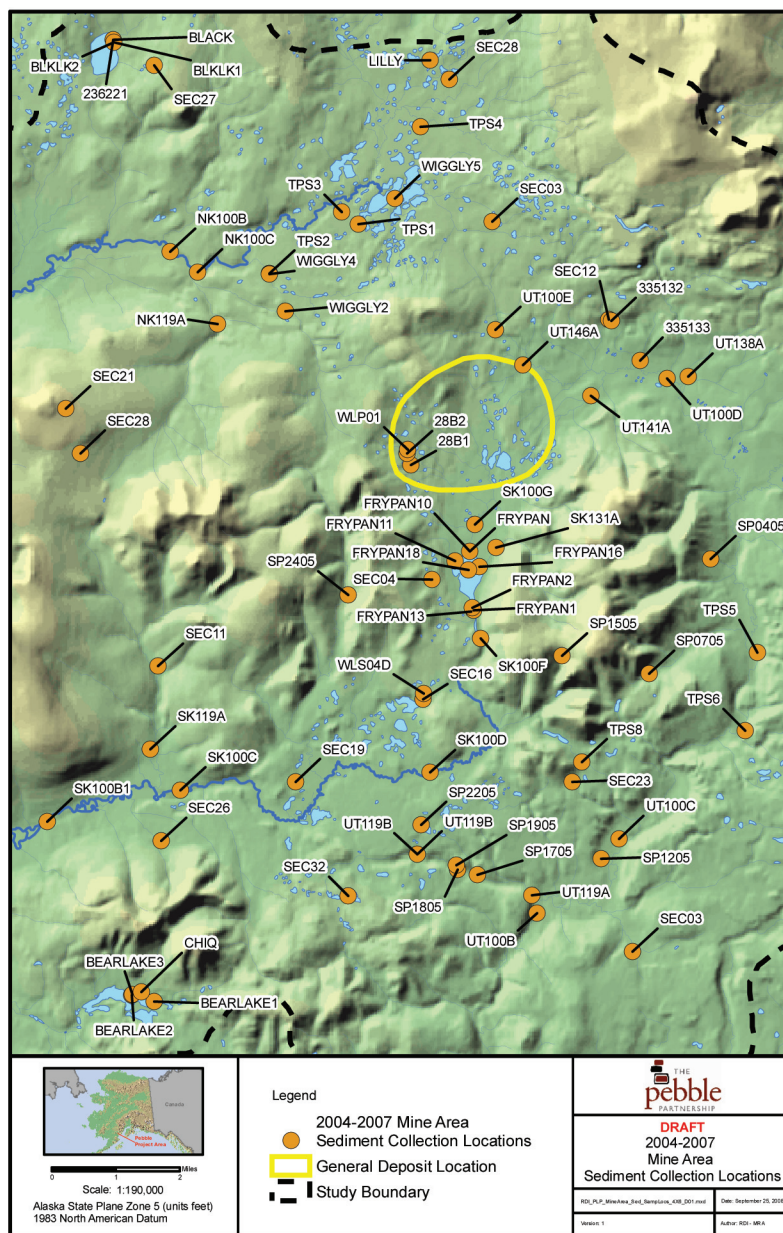 BLACK
BLKLK2
BLKLK1
236221
SEC27
LILLY
SEC28
TPS4
WIGGLY5
TPS3
TPS1
SEC03
NK100B
NK100C
TPS2
WIGGLY4
SEC12
335132
WIGGLY2
UT100E
NK119A
UT146A
335133
UT138A
SEC21
UT100D
WLP01
28B2
UT141A
28B1
SEC28
SK100G
FRYPAN10
FRYPAN
FRYPAN11
SK131A
SP0405
FRYPAN18
FRYPAN16
SP2405
SEC04
FRYPAN2
FRYPAN13
FRYPAN1
TPS5
SP1505
SEC11
SP0705
SK100F
WLS04D
SEC16
TPS6
SK119A
TPS8
SK100C
SEC19
SK100D
SEC23
SK100B1
SEC26
SP2205
UT100C
UT119B
UT119B
SP1905
SP1705
SP1205
SEC32
SP1805
UT119A
UT100B
SEC03
BEARLAKE3
CHIQ
BEARLAKE1
BEARLAKE2
Canada
Pebble
Project Area
0 1 2 Miles
Scale: 1:190,000
Alaska State Plane Zone 5 (units feet)
1983 North American Datum
Legend
2004-2007 Mine Area
Sediment Collection Locations
General Deposit Location
Study Boundary
THE
pebble
PARTNERSHIP
DRAFT
2004-2007
Mine Area
Sediment Collection Locations
Version: 1
Author: RDI - MRA